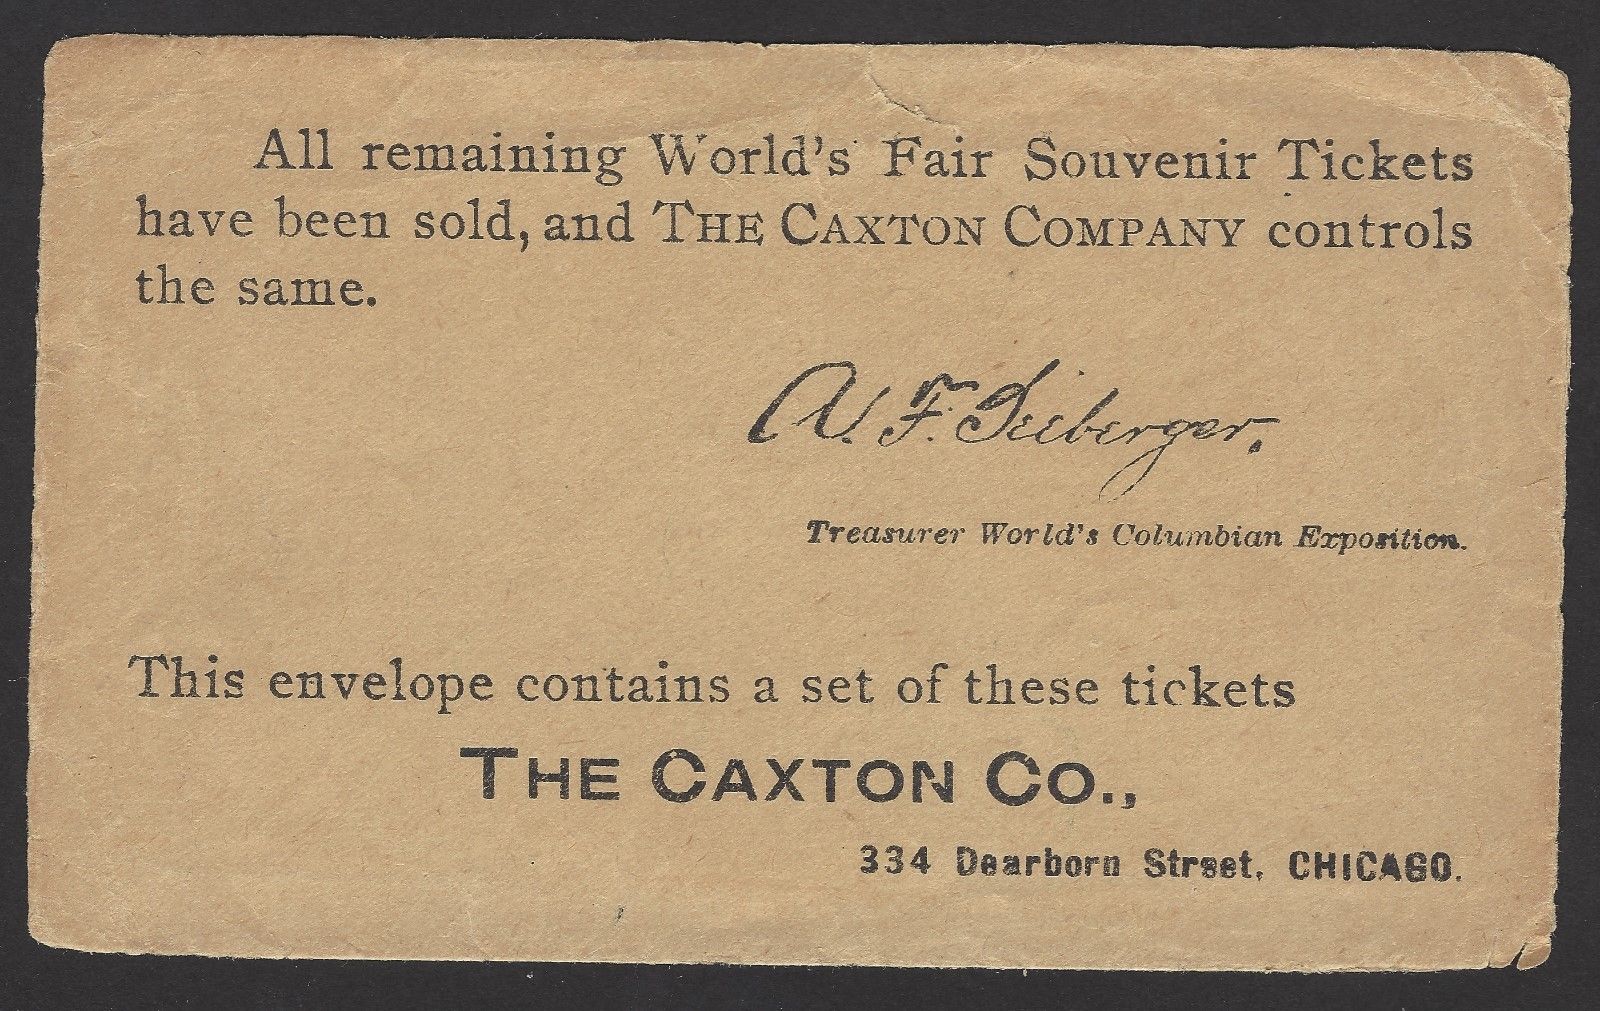 All remaining World's Fair Souvenir Tickets
have been sold, and THE CAXTON COMPANY controls
the same.
A. F. Seeberger.
Treasurer World's Columbian Exposition.
This envelope contains a set of these tickets
THE CAXTON CO.,
334 Dearborn Street, CHICAGO.